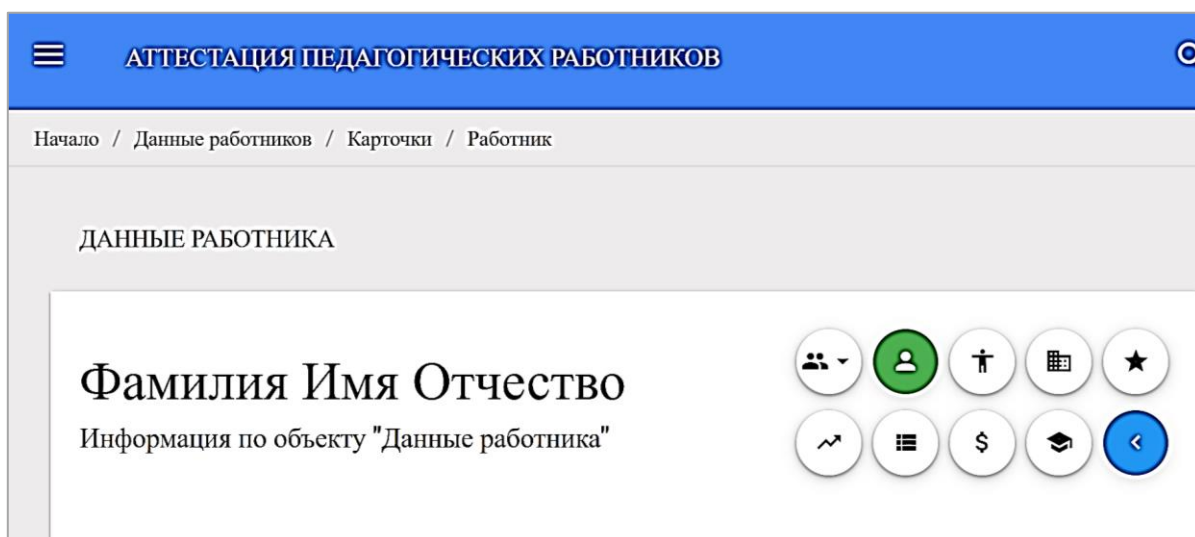 АТТЕСТАЦИЯ ПЕДАГОГИЧЕСКИХ РАБОТНИКОВ
Начало / Данные работников / Карточки / Работник
ДАННЫЕ РАБОТНИКА
Фамилия Имя Отчество
Информация по объекту "Данные работника"